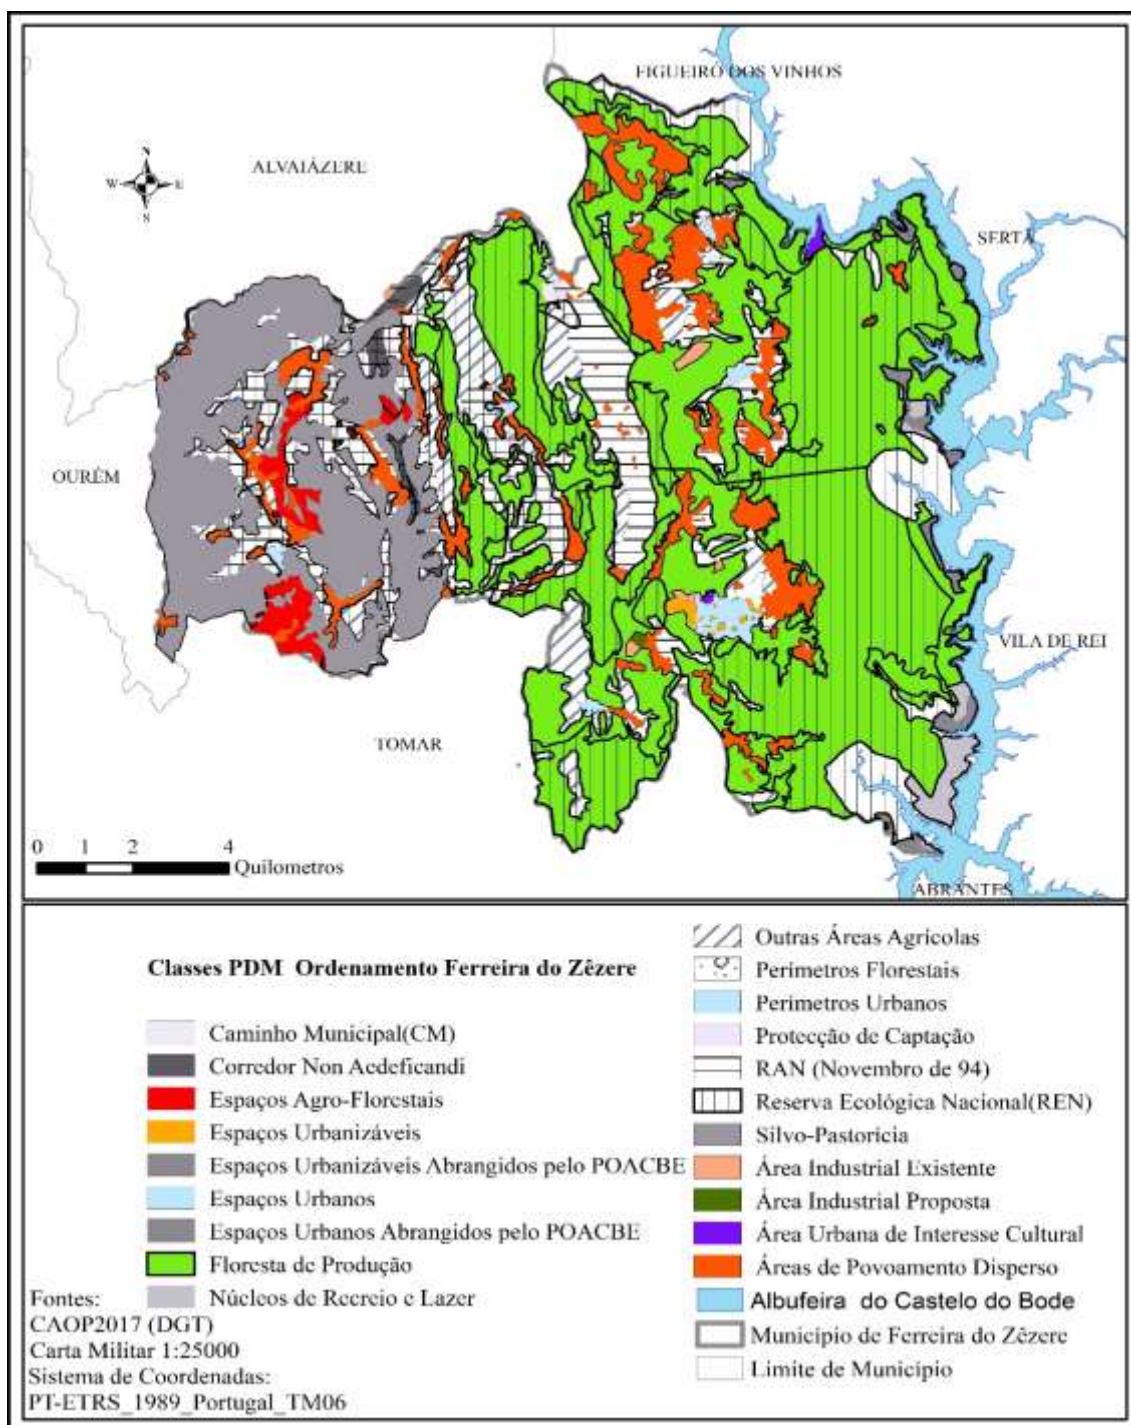 FIGUEIRÓ DOS VINHOS
ALVAIÁZERE
N
W E
S
SERTÃ
OURÉM
VILA DE REI
TOMAR
0 1 2 4
Quilometros
ABRANTES
Classes PDM Ordenamento Ferreira do Zêzere
Caminho Municipal(CM)
Corredor Non Aedeficandi
Espaços Agro-Florestais
Espaços Urbanizáveis
Espaços Urbanizáveis Abrangidos pelo POACBE
Espaços Urbanos
Espaços Urbanos Abrangidos pelo POACBE
Floresta de Produção
Núcleos de Recreio e Lazer
Outras Áreas Agrícolas
Perimetros Florestais
Perimetros Urbanos
Protecção de Captação
RAN (Novembro de 94)
Reserva Ecológica Nacional(REN)
Silvo-Pastoricia
Área Industrial Existente
Área Industrial Proposta
Área Urbana de Interesse Cultural
Áreas de Povoamento Disperso
Albufeira do Castelo do Bode
Município de Ferreira do Zêzere
Limite de Município
Fontes:
CAOP2017 (DGT)
Carta Militar 1:25000
Sistema de Coordenadas:
PT-ETRS_1989_Portugal_TM06